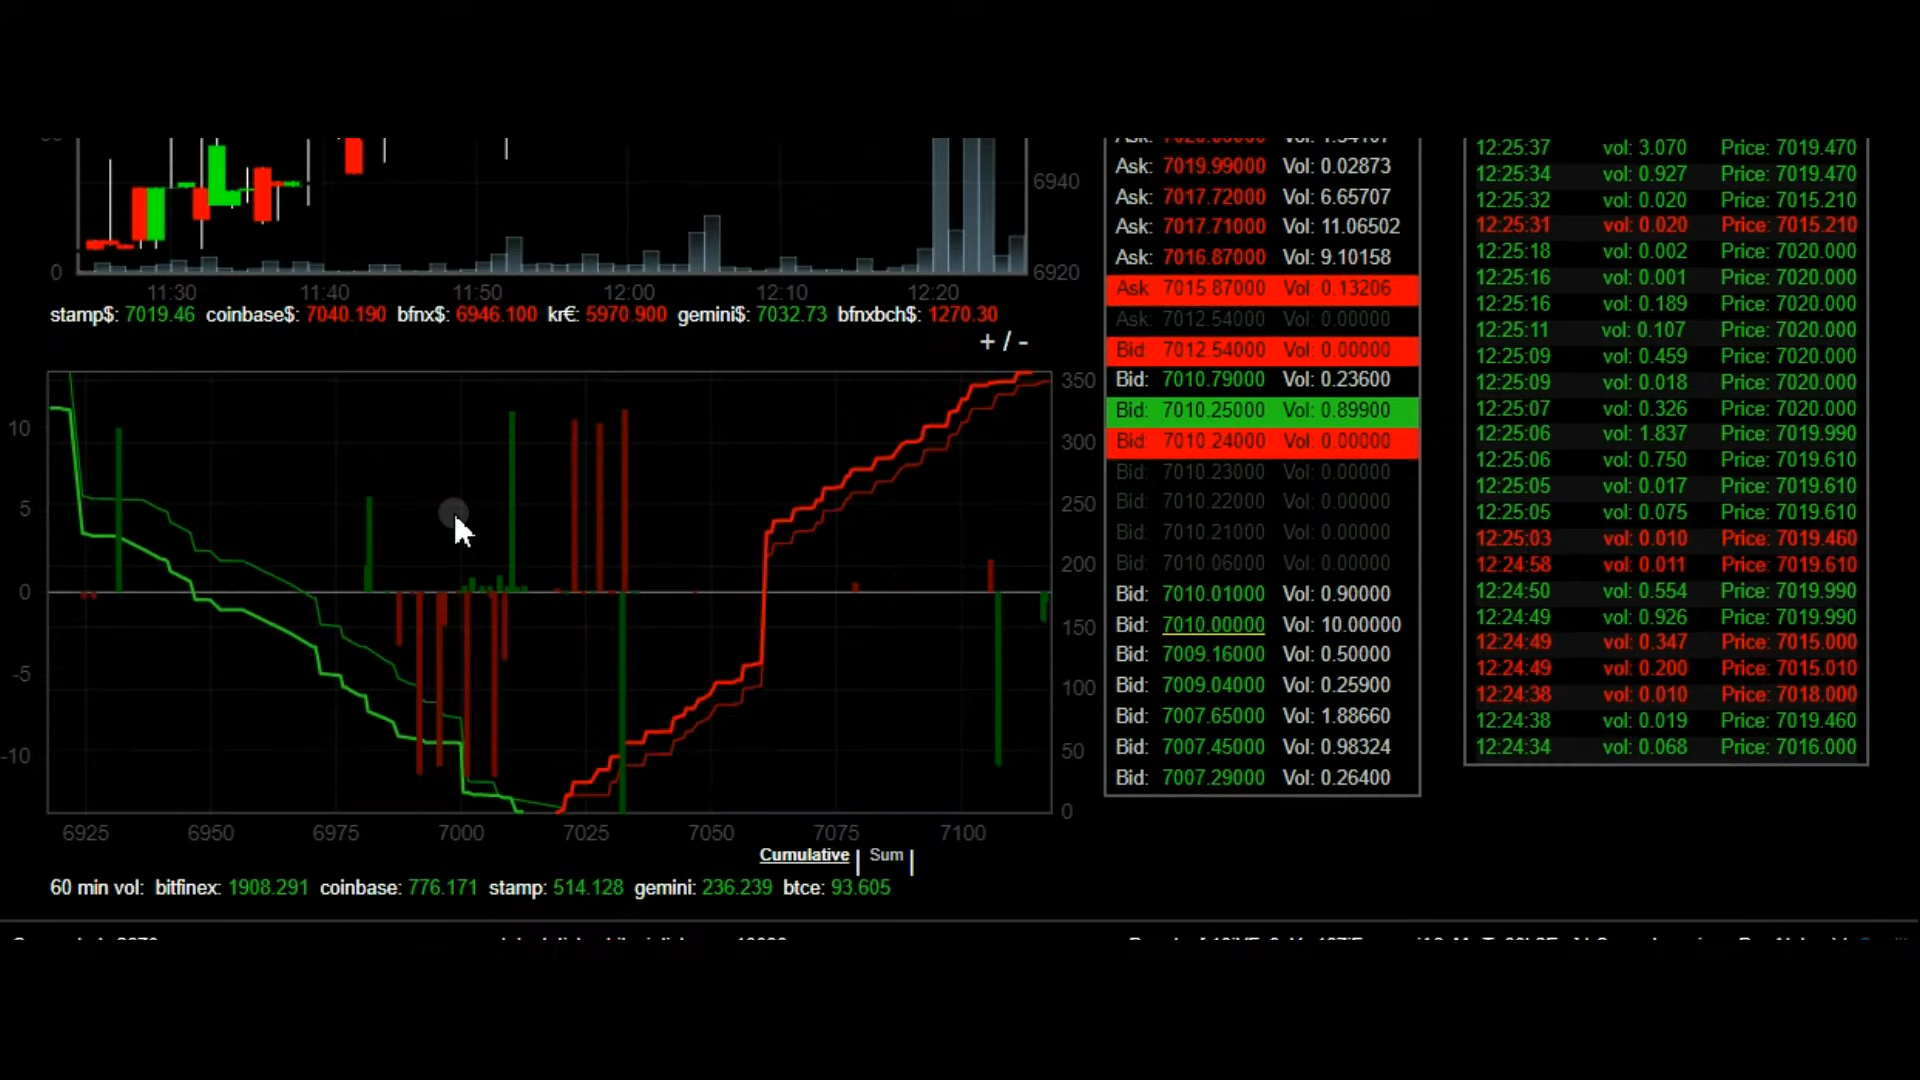 12:25:37 vol: 3.070 Price: 7019.470
Ask: 7019.99000 Vol: 0.02873
12:25:34 vol: 0.927 Price: 7019.470
6940
Ask: 7017.72000 Vol: 6.65707
12:25:32 vol: 0.020 Price: 7015.210
Ask: 7017.71000 Vol: 11.06502
12:25:31 vol: 0.020 Price: 7015.210
Ask: 7016.87000 Vol: 9.10158
12:25:18 vol: 0.002 Price: 7020.000
0 6920
12:25:16 vol: 0.001 Price: 7020.000
11:30 11:40 11:50 12:00 12:10 12:20
Ask: 7015.87000 Vol: 0.13206
12:25:16 vol: 0.189 Price: 7020.000
stamp$: 7019.46 coinbase$: 7040.190 bfnx$: 6946.100 kr€: 5970.900 gemini$: 7032.73 bfnxbch$: 1270.30
Ask: 7012.54000 Vol: 0.00000
12:25:11 vol: 0.107 Price: 7020.000
+ / -
Bid: 7012.54000 Vol: 0.00000
12:25:09 vol: 0.459 Price: 7020.000
350
Bid: 7010.79000 Vol: 0.23600
12:25:09 vol: 0.018 Price: 7020.000
Bid: 7010.25000 Vol: 0.89900
12:25:07 vol: 0.326 Price: 7020.000
10 300
Bid: 7010.24000 Vol: 0.00000
12:25:06 vol: 1.837 Price: 7019.990
12:25:06 vol: 0.750 Price: 7019.610
Bid: 7010.23000 Vol: 0.00000
12:25:05 vol: 0.017 Price: 7019.610
5 250
Bid: 7010.22000 Vol: 0.00000
12:25:05 vol: 0.075 Price: 7019.610
Bid: 7010.21000 Vol: 0.00000
12:25:03 vol: 0.010 Price: 7019.460
200
Bid: 7010.06000 Vol: 0.00000
12:24:58 vol: 0.011 Price: 7019.610
0
Bid: 7010.01000 Vol: 0.90000
12:24:50 vol: 0.554 Price: 7019.990
150
Bid: 7010.00000 Vol: 10.00000
12:24:49 vol: 0.926 Price: 7019.990
12:24:49 vol: 0.347 Price: 7015.000
Bid: 7009.16000 Vol: 0.50000
12:24:49 vol: 0.200 Price: 7015.010
-5 100
Bid: 7009.04000 Vol: 0.25900
12:24:38 vol: 0.010 Price: 7018.000
Bid: 7007.65000 Vol: 1.88660
12:24:38 vol: 0.019 Price: 7019.460
-10 50
Bid: 7007.45000 Vol: 0.98324
12:24:34 vol: 0.068 Price: 7016.000
Bid: 7007.29000 Vol: 0.26400
0
6925 6950 6975 7000 7025 7050 7075 7100
Cumulative | Sum |
60 min vol: bitfinex: 1908.291 coinbase: 776.171 stamp: 514.128 gemini: 236.239 btce: 93.605